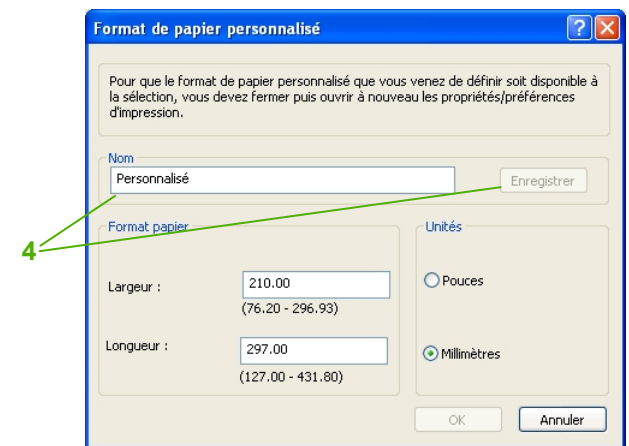 Format de papier personnalisé
Pour que le format de papier personnalisé que vous venez de définir soit disponible à
la sélection, vous devez fermer puis ouvrir à nouveau les propriétés/préférences
d'impression.
Nom
Personnalisé
Enregistrer
4
Format papier
Largeur :
210.00
(76.20 - 296.93)
Longueur :
297.00
(127.00 - 431.80)
Unités
Pouces
Millimètres
OK
Annuler